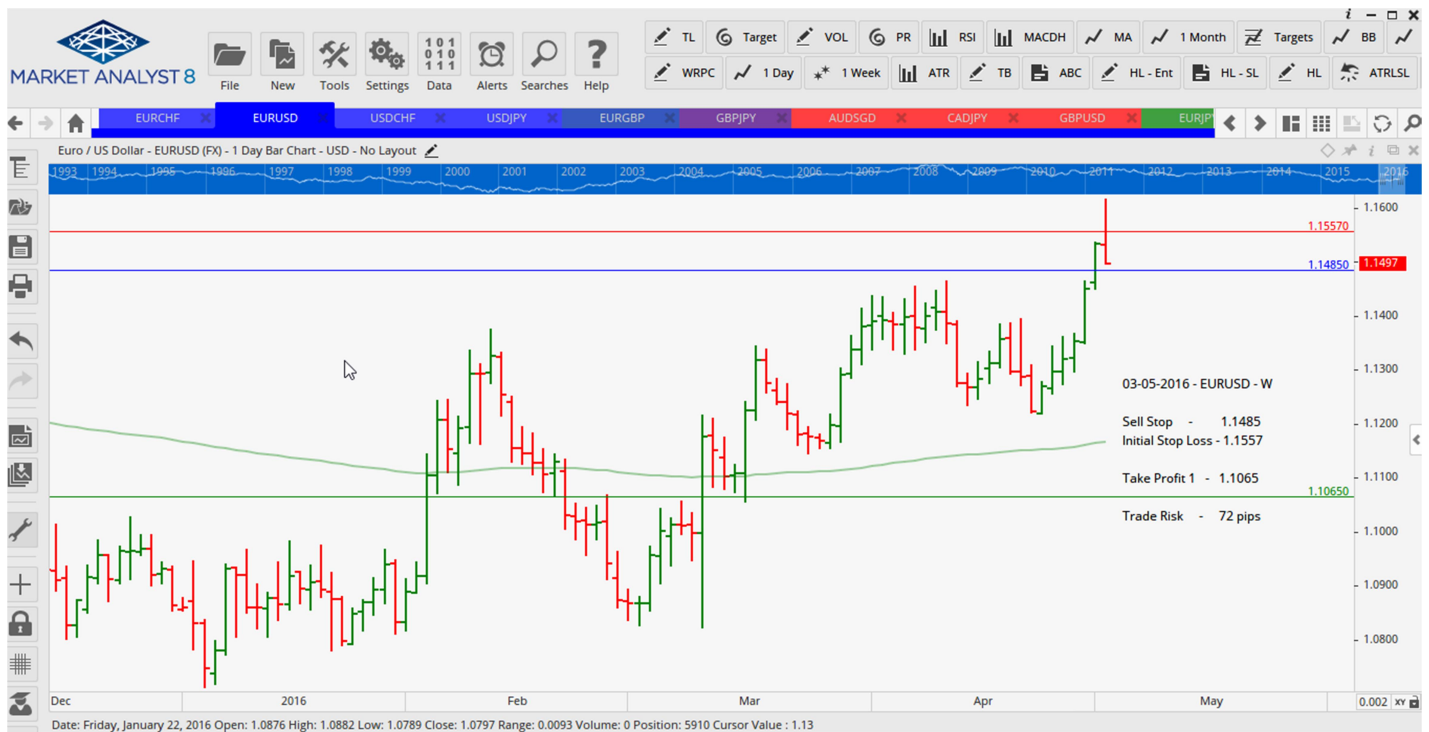 i
TL Target VOL PR RSI MACDH MA 1 Month Targets BB
MARKET ANALYST 8
File New Tools Settings Data Alerts Searches Help
WRPC 1 Day 1 Week ATR TB ABC HL - Ent HL - SL HL ATRLSL
EURCHF EURUSD USDCHF USDJPY EURGBP GBPJPY AUDSGD CADJPY GBPUSD EURJP
Euro / US Dollar - EURUSD (FX) - 1 Day Bar Chart - USD - No Layout
1993 1994 1995 1996 1997 1998 1999 2000 2001 2002 2003 2004 2005 2006 2007 2008 2009 2010 2011 2012 2013 2014 2015 2016
1.1600
1.15570
1.14850 1.1497
1.1400
1.1300
03-05-2016 - EURUSD - W
Sell Stop - 1.1485
1.1200
Initial Stop Loss - 1.1557
Take Profit 1 - 1.1065
1.1100
1.10650
Trade Risk - 72 pips
1.1000
1.0900
1.0800
Dec 2016 Feb Mar Apr May 0.002 XY
Date: Friday, January 22, 2016 Open: 1.0876 High: 1.0882 Low: 1.0789 Close: 1.0797 Range: 0.0093 Volume: 0 Position: 5910 Cursor Value : 1.13